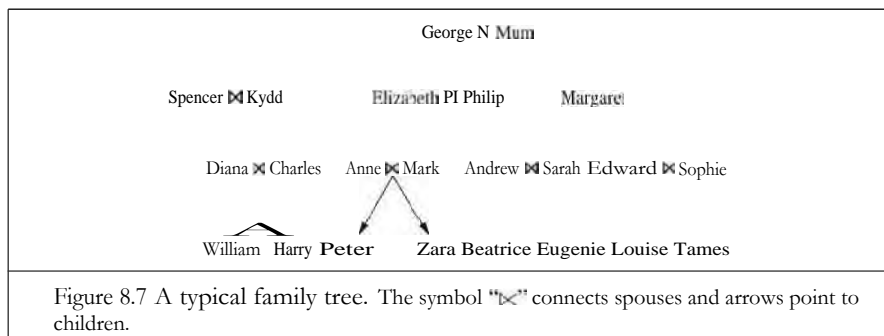 George N Mum
Spencer ⋈ Kydd Elizabeth PI Philip Margaret
Diana ⋈ Charles Anne ⋈ Mark Andrew ⋈ Sarah Edward ⋈ Sophie
William Harry Peter Zara Beatrice Eugenie Louise Tames
Figure 8.7 A typical family tree. The symbol "⋈" connects spouses and arrows point to
children.